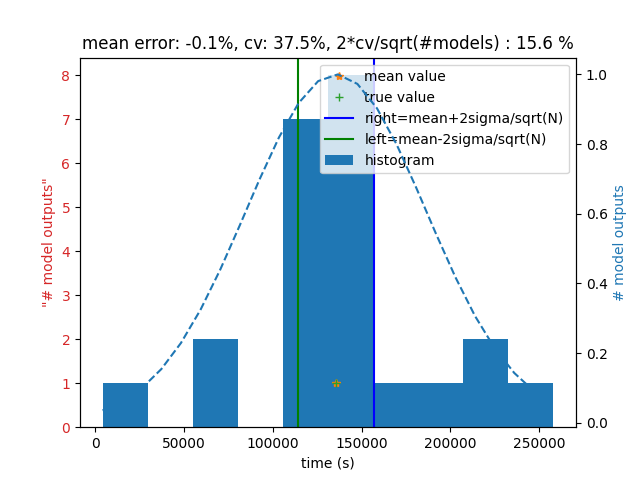 mean error: -0.1%, cv: 37.5%, 2*cv/sqrt(#models) : 15.6 %
mean value
true value
right=mean+2sigma/sqrt(N)
left=mean-2sigma/sqrt(N)
histogram
8
7
6
5
4
3
2
1
0
"# model outputs"
1.0
0.8
0.6
0.4
0.2
0.0
# model outputs
0
50000
100000
150000
200000
250000
time (s)